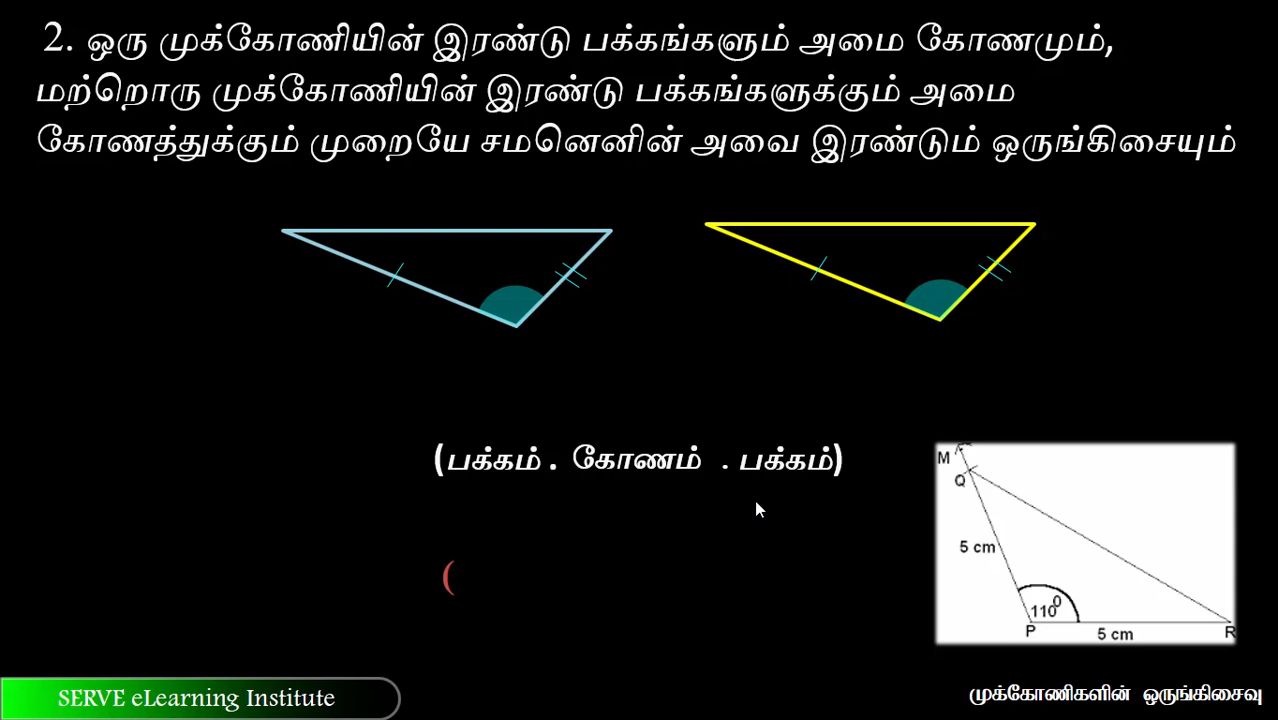 2. ஒரு முக்கோணியின் இரண்டு பக்கங்களும் அமை கோணமும்,
மற்றொரு முக்கோணியின் இரண்டு பக்கங்களுக்கும் அமை
கோணத்துக்கும் முறையே சமனெனின் அவை இரண்டும் ஒருங்கிசையும்
(பக்கம் . கோணம் . பக்கம்)
(
M
Q
5 cm
110⁰
P
R
5 cm
SERVE eLearning Institute
முக்கோணிகளின் ஒருங்கிசைவு